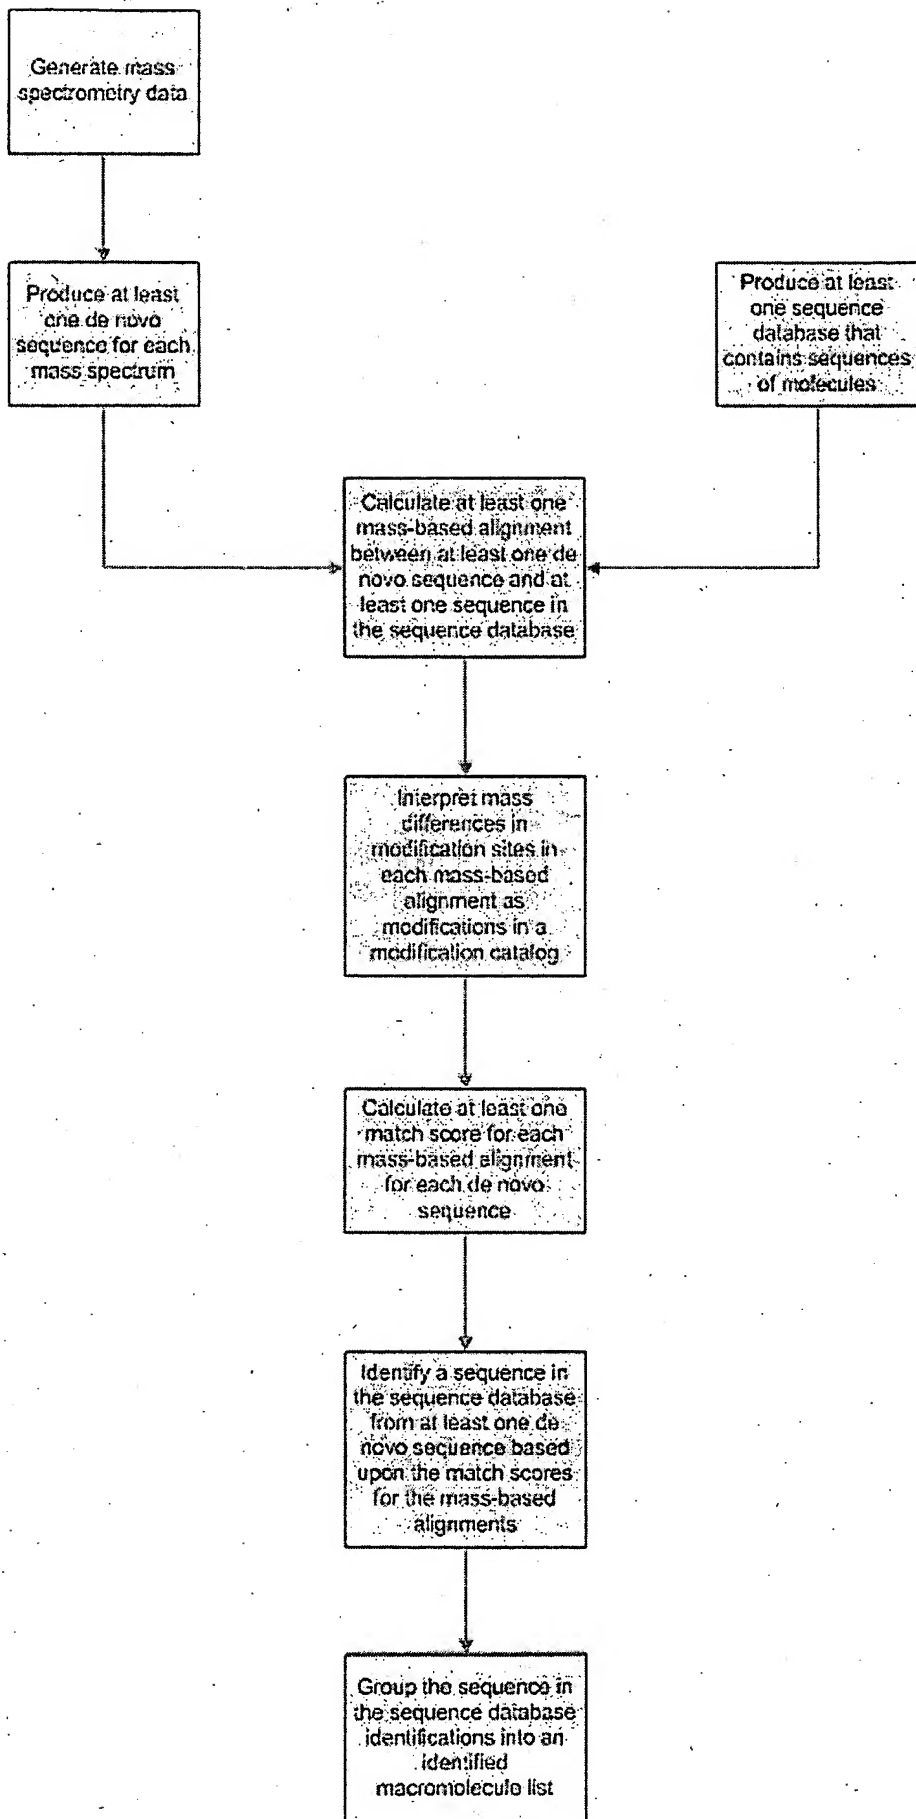 Generate mass
spectrometry data
Produce at least
one de novo
sequence for each
mass spectrum
Produce at least
one sequence
database that
contains sequences
of molecules
Calculate at least one
mass-based alignment
between at least one de
novo sequence and at
least one sequence in
the sequence database
Interpret mass
differences in
modification sites in
each mass-based
alignment as
modifications in a
modification catalog
Calculate at least one
match score for each
mass-based alignment
for each de novo
sequence
Identify a sequence in
the sequence database
from at least one de
novo sequence based
upon the match scores
for the mass-based
alignments
Group the sequence in
the sequence database
identifications into an
identified
macromolecule list